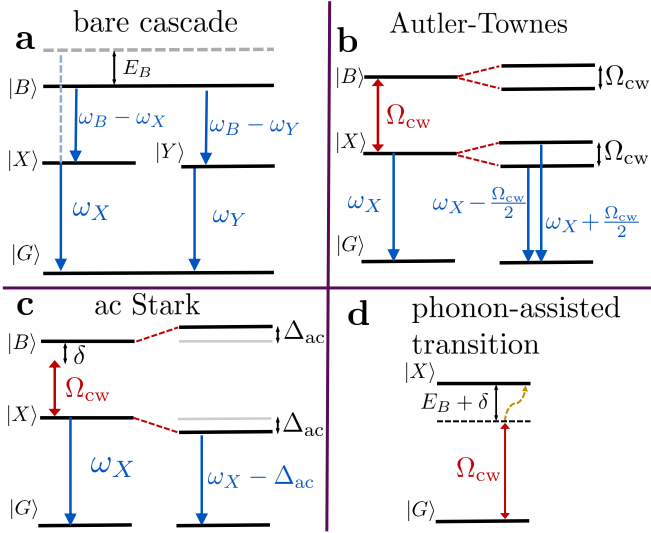 a
bare cascade
E_B
|B⟩
ω_B − ω_X
ω_B − ω_Y
|X⟩
|Y⟩
ω_X
ω_Y
|G⟩
b
Autler-Townes
|B⟩
Ω_cw
Ω_cw
|X⟩
Ω_cw
ω_X
ω_X − Ω_cw/2
ω_X + Ω_cw/2
|G⟩
c
ac Stark
|B⟩
δ
Δ_ac
Ω_cw
|X⟩
Δ_ac
ω_X
ω_X − Δ_ac
|G⟩
d
phonon-assisted
transition
|X⟩
E_B + δ
Ω_cw
|G⟩